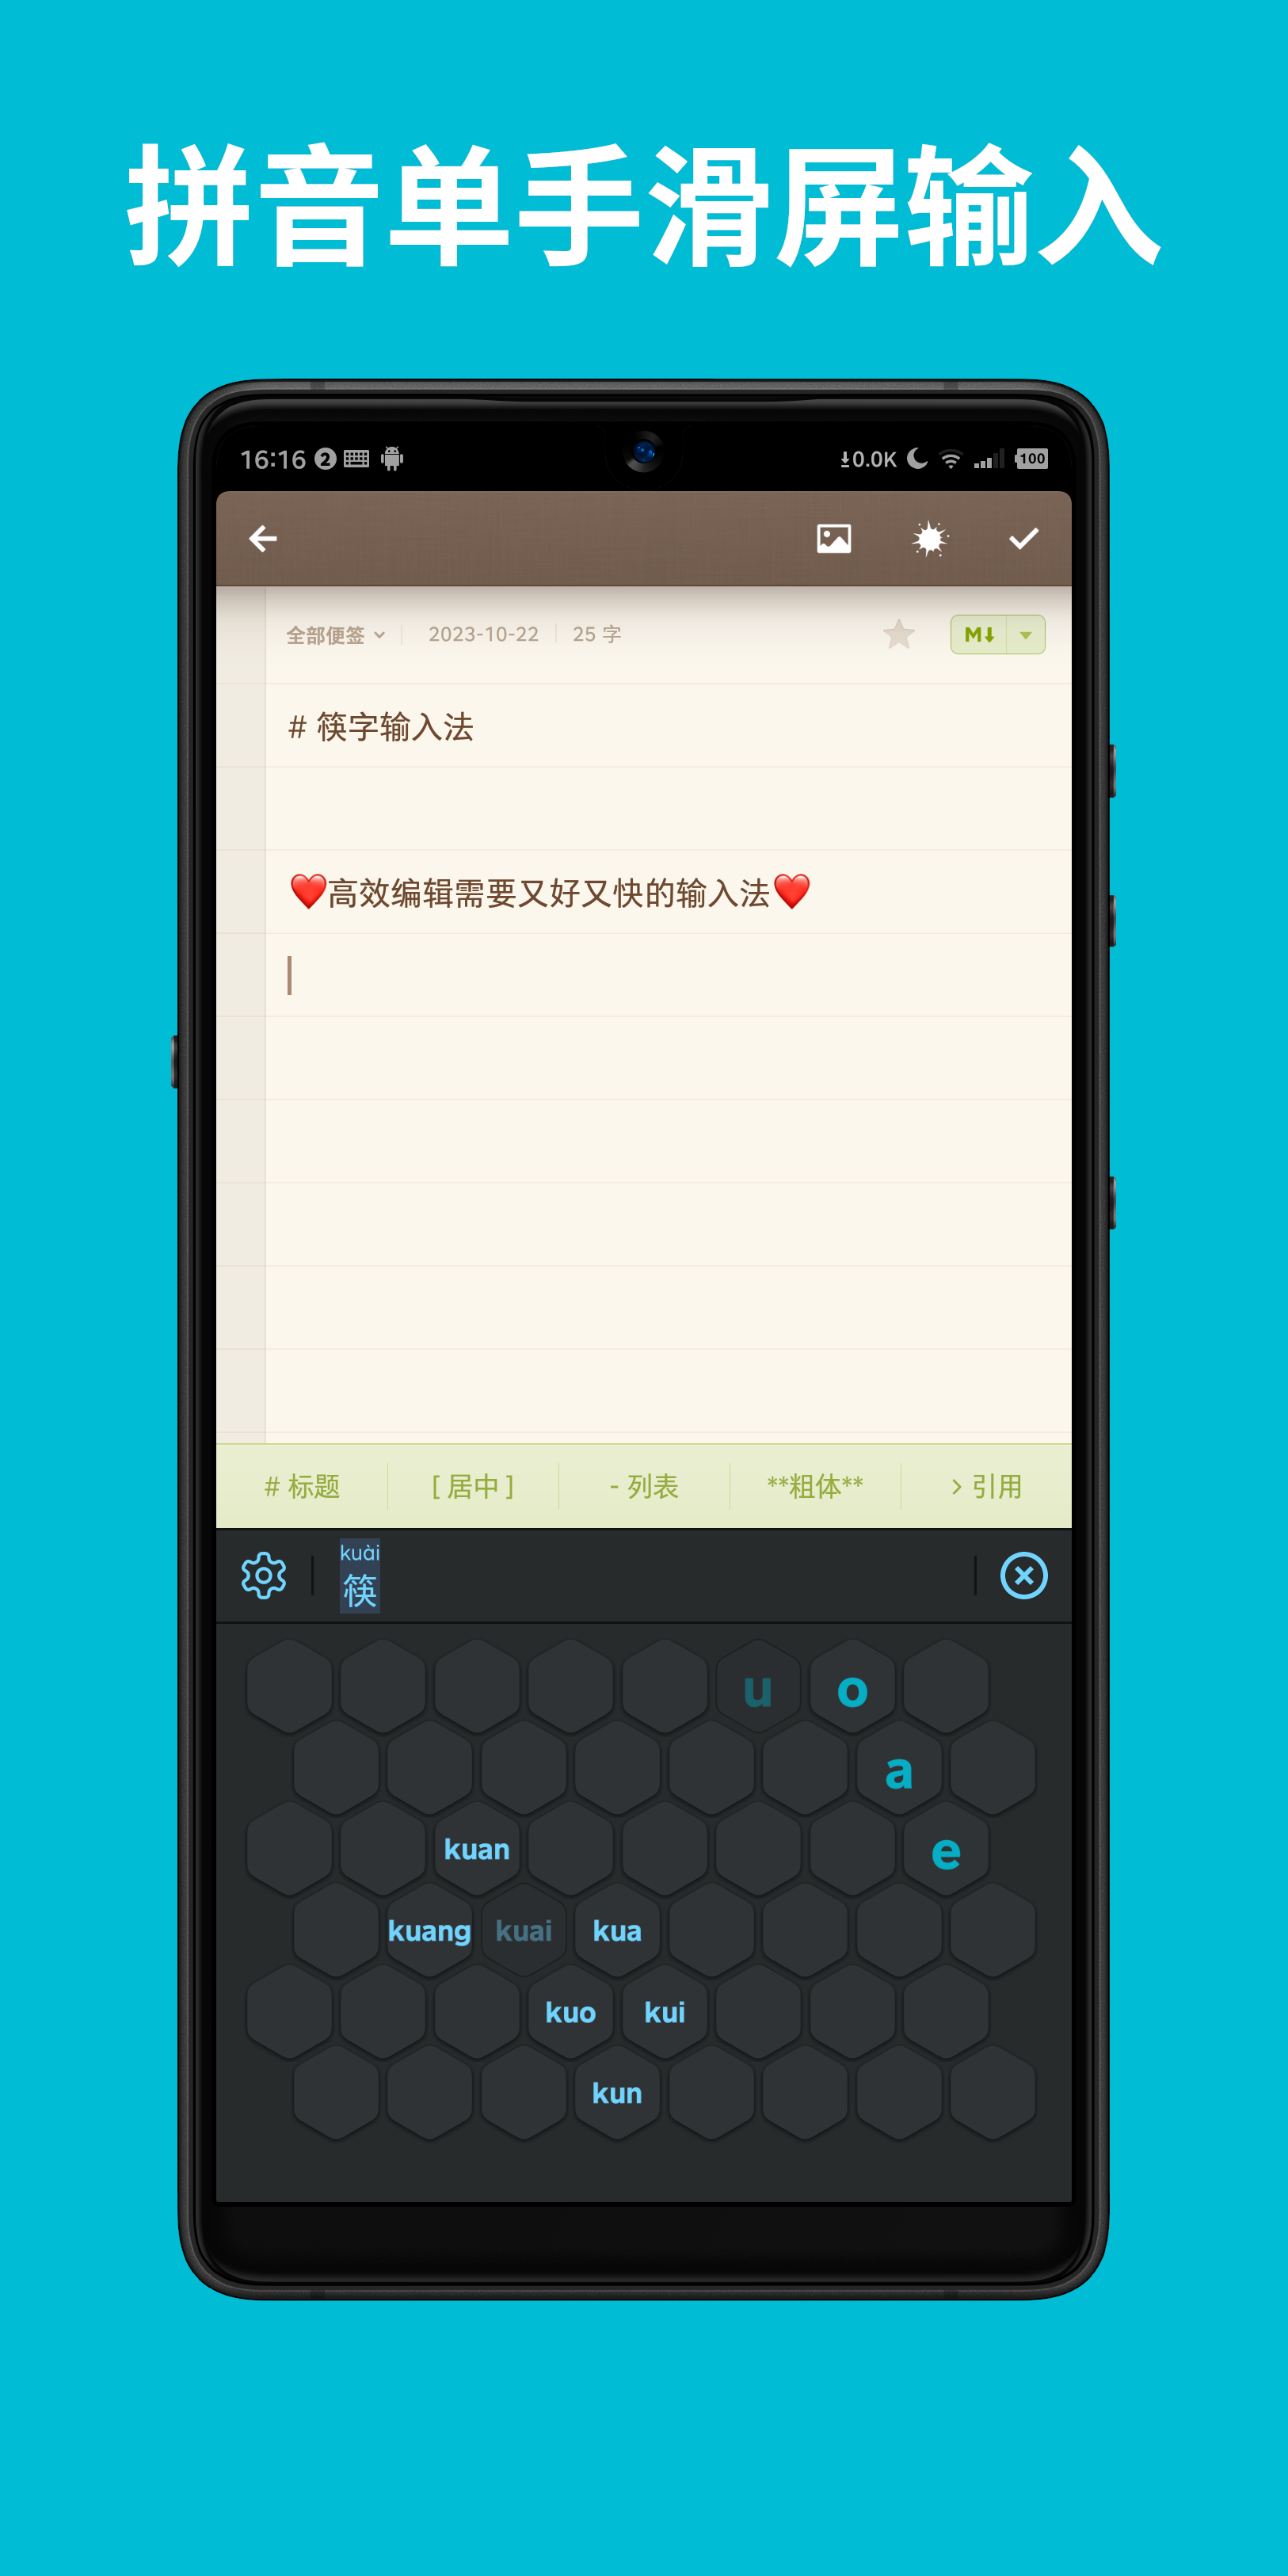 拼音单手滑屏输入
16:16 2 0.0K 100
全部便签 2023-10-22 25 字 M↓
# 筷字输入法
❤️高效编辑需要又好又快的输入法❤️
# 标题 [ 居中 ] - 列表 **粗体** > 引用
kuài
筷
u o
a
kuan e
kuang kuai kua
kuo kui
kun